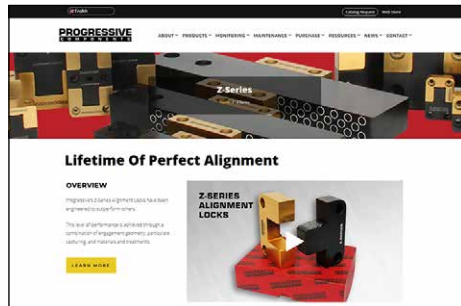 English
Catalog Request
Web Store
PROGRESSIVE
COMPONENTS
ABOUT
PRODUCTS
MONITORING
MAINTENANCE
PURCHASE
RESOURCES
NEWS
CONTACT
Z-Series
Lifetime Of Perfect Alignment
OVERVIEW
Progressive's Z-Series Alignment Locks have been
engineered to outperform others.
This level of performance is achieved through a
combination of engagement geometry, particulate
capturing, and materials and treatments.
LEARN MORE
Z-SERIES
ALIGNMENT
LOCKS